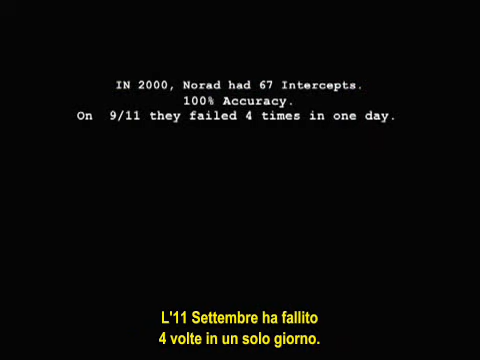 IN 2000, Norad had 67 Intercepts.
100% Accuracy.
On 9/11 they failed 4 times in one day.
L'11 Settembre ha fallito
4 volte in un solo giorno.